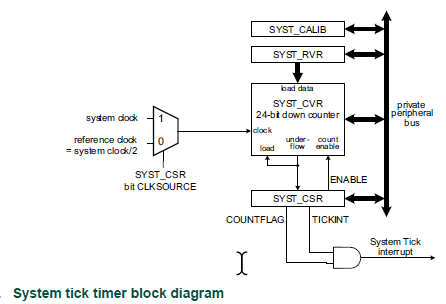 SYST_CALIB
SYST_RVR
load data
SYST_CVR
24-bit down counter
clock
load
under-
flow
count
enable
private
peripheral
bus
system clock
1
reference clock
= system clock/2
0
SYST_CSR
bit CLKSOURCE
ENABLE
SYST_CSR
COUNTFLAG
TICKINT
System Tick
interrupt
System tick timer block diagram